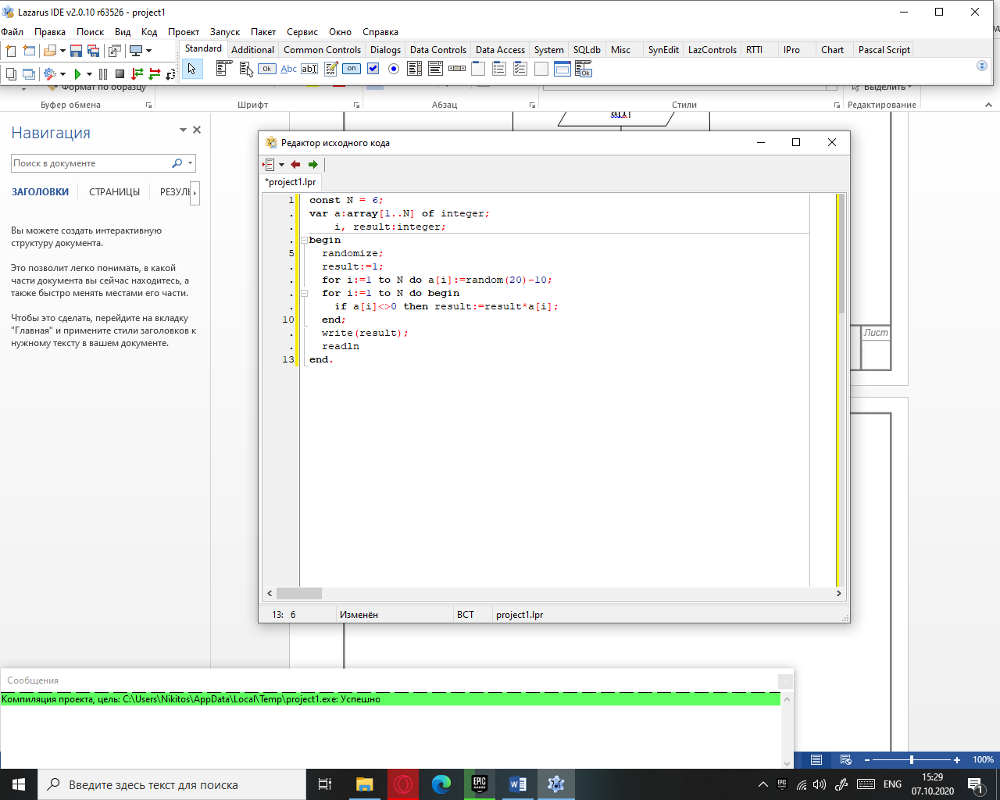 Lazarus IDE v2.0.10 r63526 - project1
Файл Правка Поиск Вид Код Проект Запуск Пакет Сервис Окно Справка
Standard Additional Common Controls Dialogs Data Controls Data Access System SQLdb Misc SynEdit LazControls RTTI IPro Chart Pascal Script
Ok Abc abI on Ok
Формат по образцу Выделить
Буфер обмена Шрифт Абзац Стили Редактирование
Навигация
Поиск в документе
ЗАГОЛОВКИ СТРАНИЦЫ РЕЗУЛЬ
Вы можете создать интерактивную
структуру документа.
Это позволит легко понимать, в какой
части документа вы сейчас находитесь, а
также быстро менять местами его части.
Чтобы это сделать, перейдите на вкладку
"Главная" и примените стили заголовков к
нужному тексту в вашем документе.
Редактор исходного кода
*project1.lpr
1 const N = 6;
. var a:array[1..N] of integer;
. i, result:integer;
. begin
5 randomize;
. result:=1;
. for i:=1 to N do a[i]:=random(20)-10;
. for i:=1 to N do begin
. if a[i]<>0 then result:=result*a[i];
10 end;
. write(result);
. readln
13 end.
Лист
13: 6 Изменён ВСТ project1.lpr
Сообщения
Компиляция проекта, цель: C:\Users\Nikitos\AppData\Local\Temp\project1.exe: Успешно
100%
Введите здесь текст для поиска
EPIC GAMES
ENG
15:29
07.10.2020
1